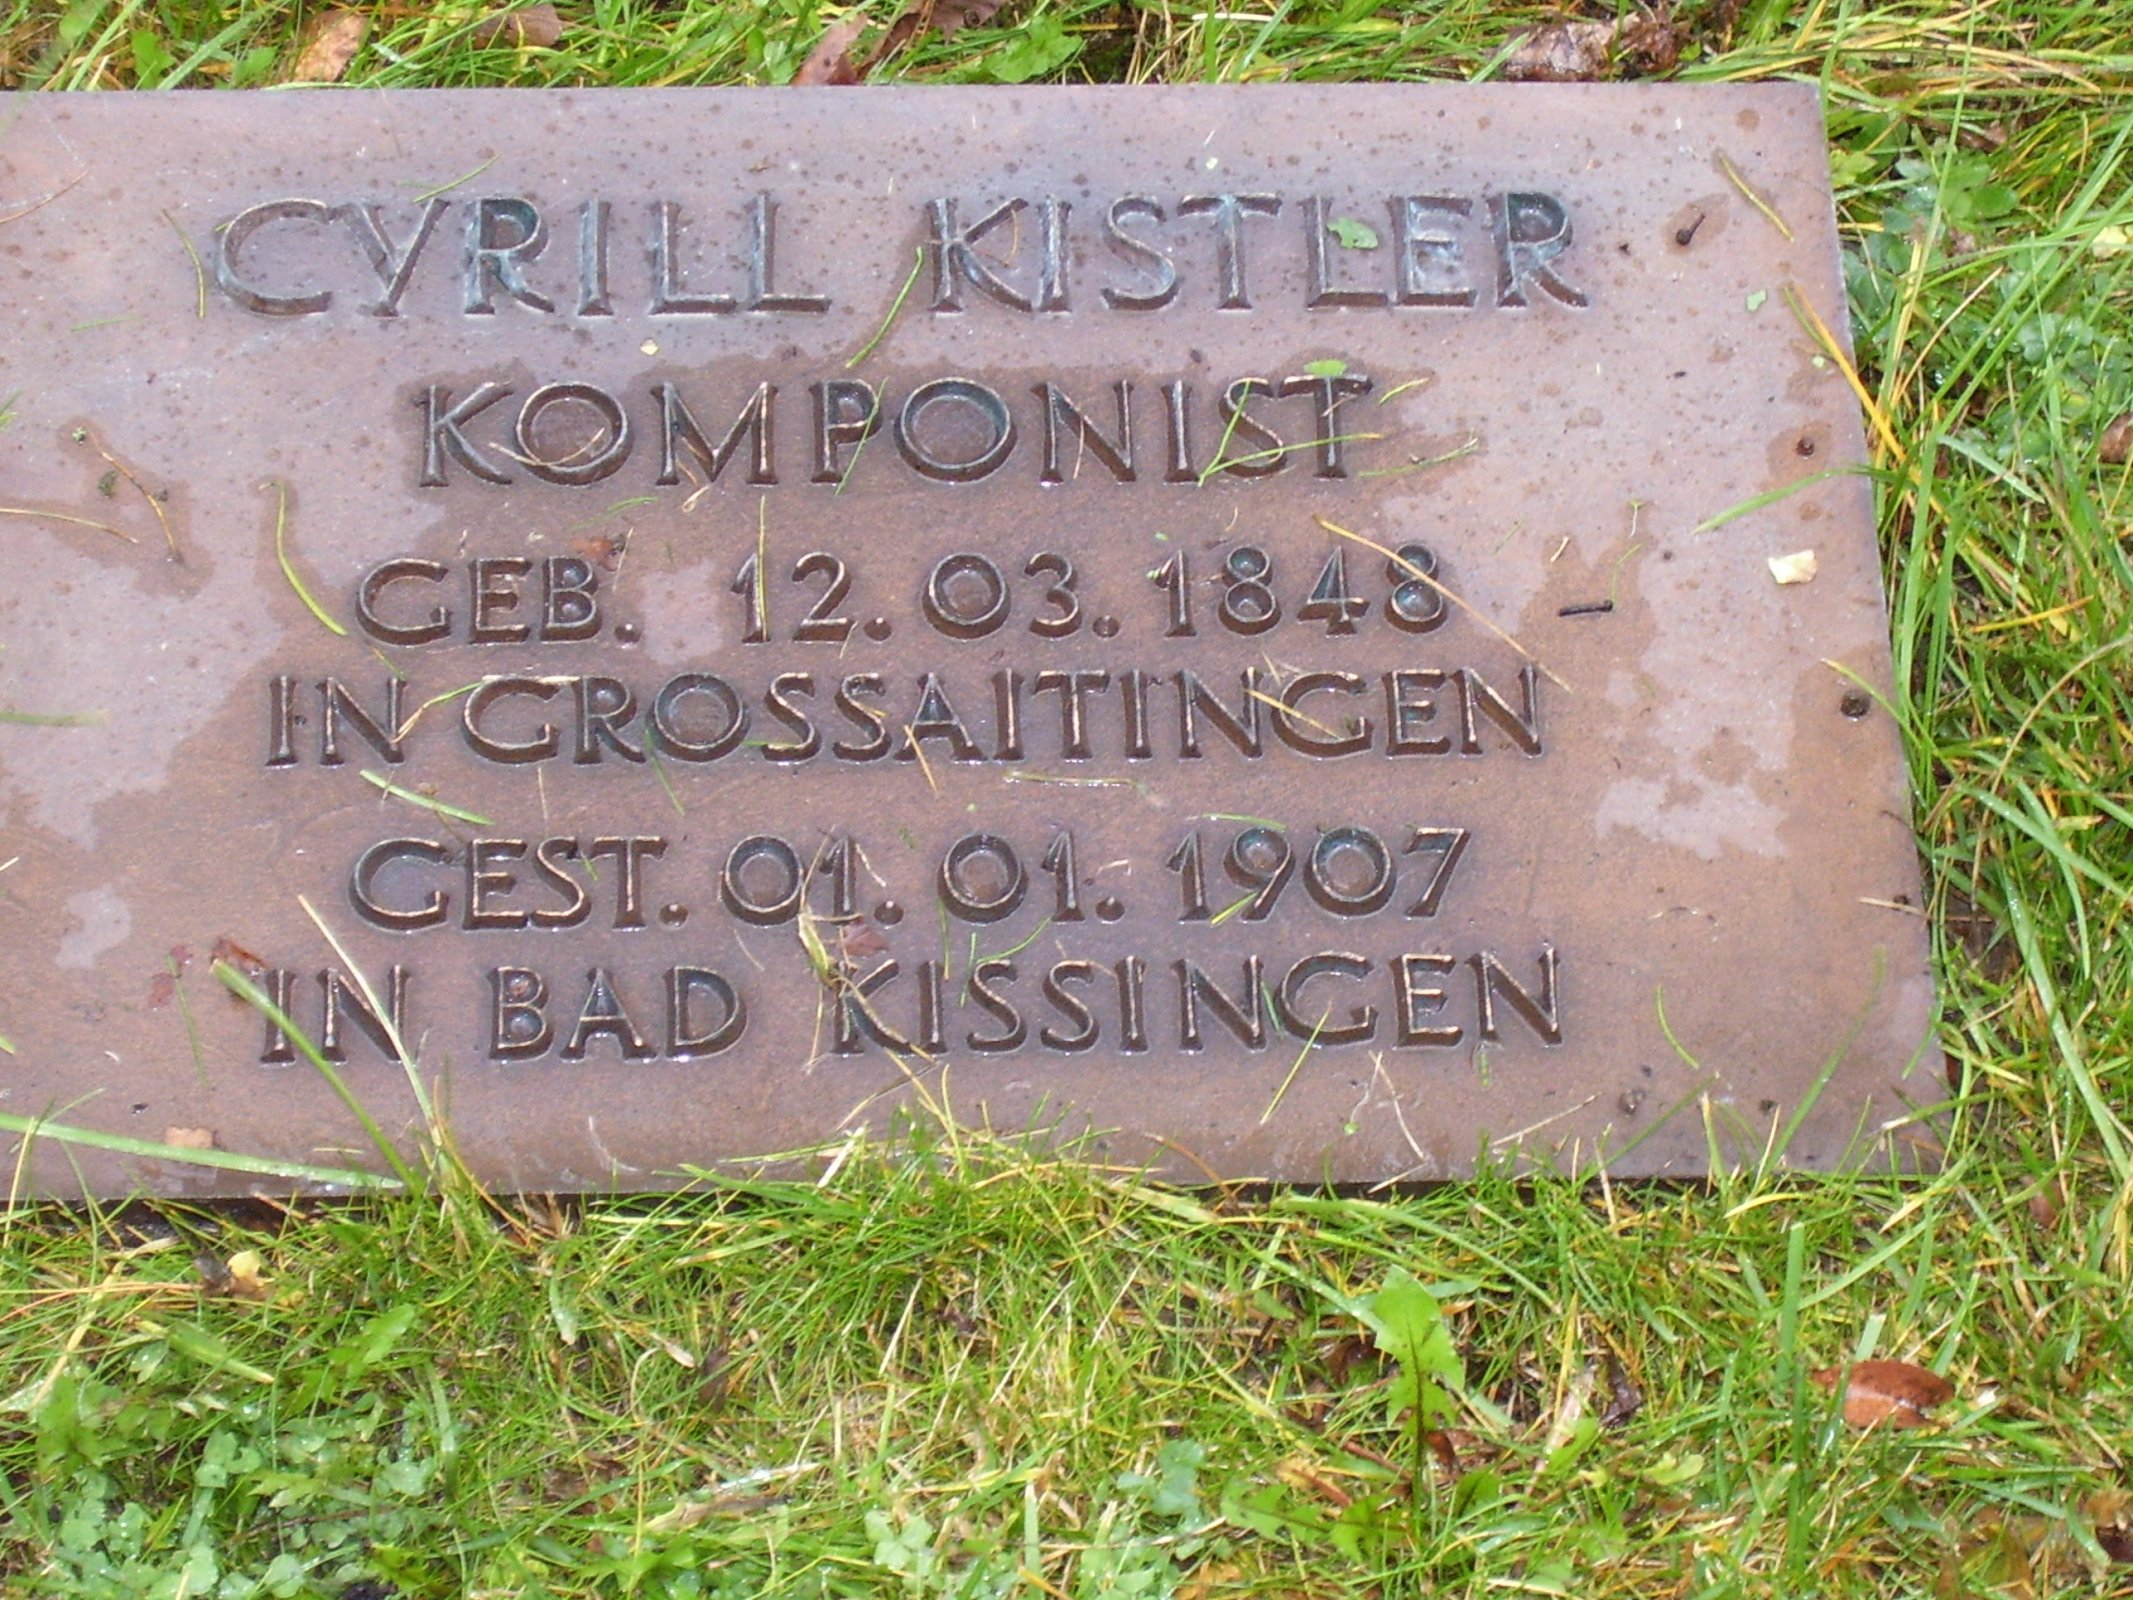 CYRILL KISTLER
KOMPONIST
GEB. 12.03.1848
IN GROSSAITINGEN
GEST. 01.01.1907
IN BAD KISSINGEN